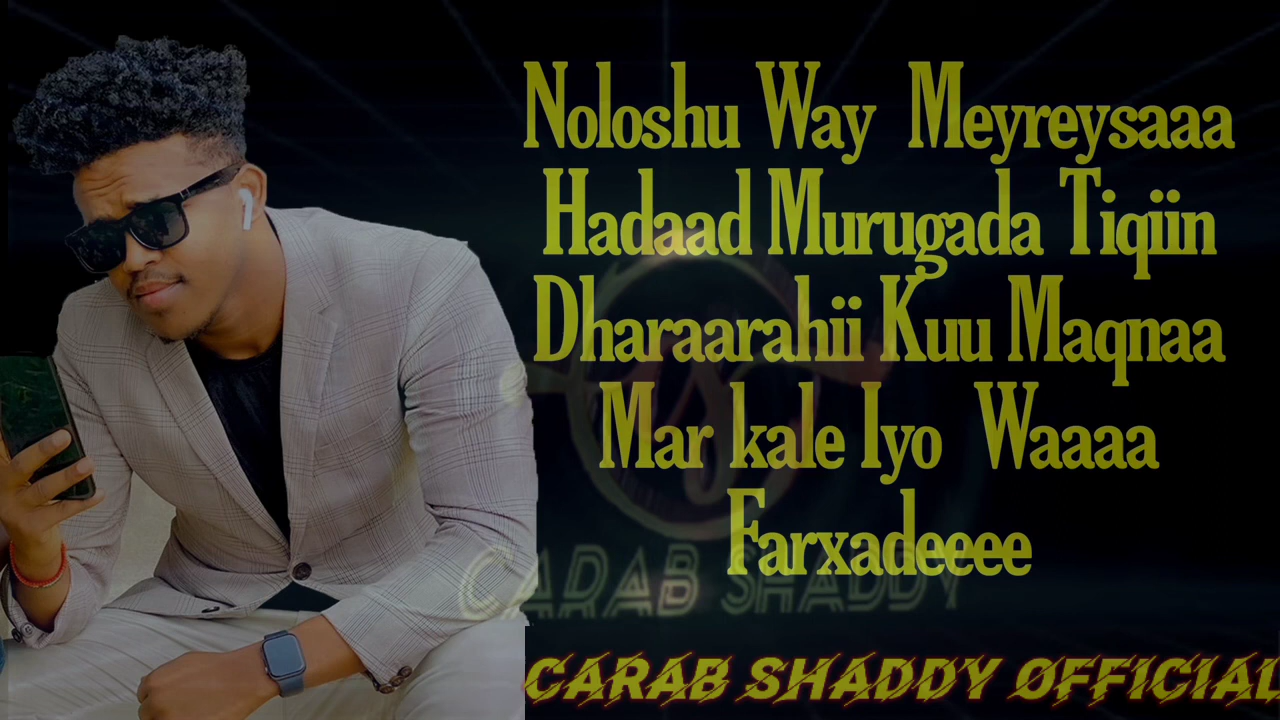 Noloshu Way Meyreysaaa
Hadaad Murugada Tiqiin
Dharaarahii Kuu Maqnaa
Mar kale Iyo Waaaa
Farxadeeee
CARAB SHADDY
CARAB SHADDY OFFICIAL